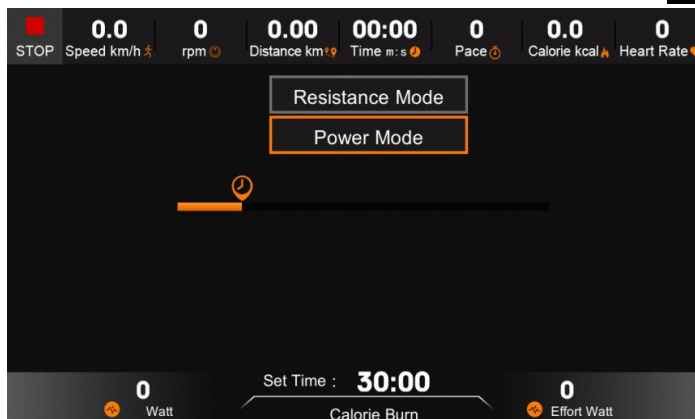 0.0 0 0.00 00:00 0 0.0 0
STOP Speed km/h rpm Distance km Time m:s Pace Calorie kcal Heart Rate
Resistance Mode
Power Mode
Set Time : 30:00
0 0
Watt Calorie Burn Effort Watt